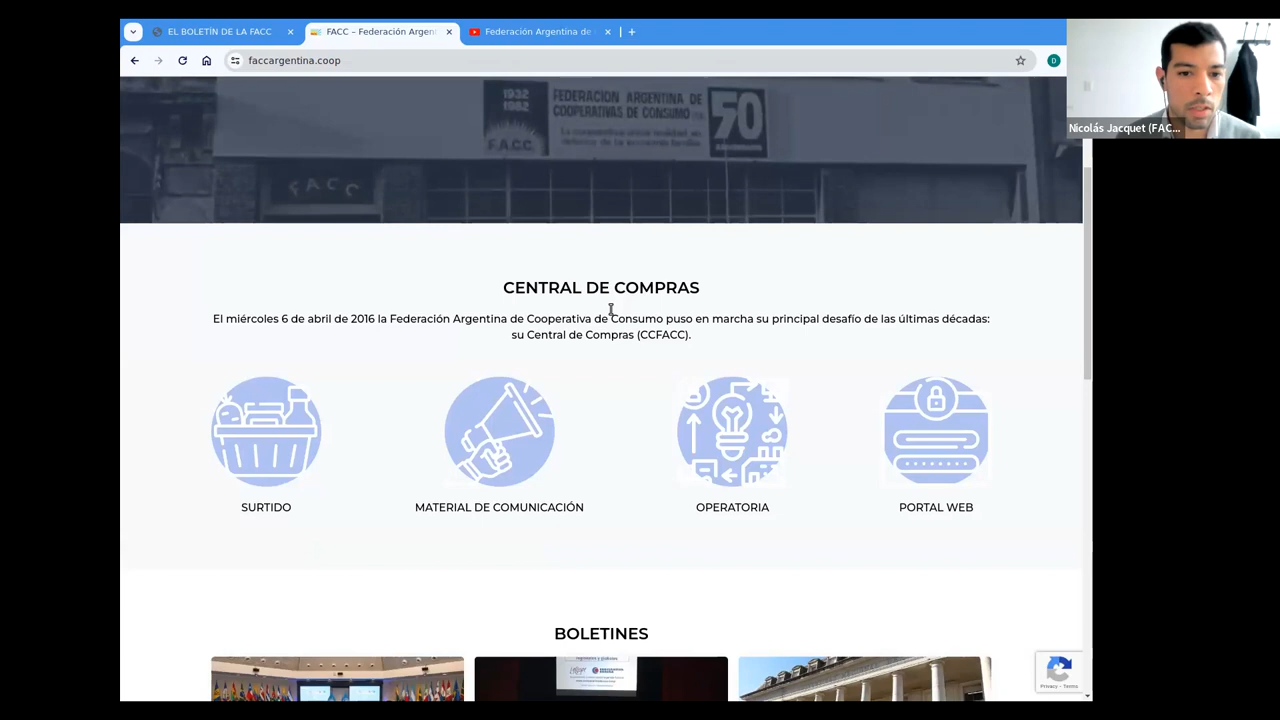 EL BOLETÍN DE LA FACC
FACC – Federación Argen
Federación Argentina de
faccargentina.coop
D
Nicolás Jacquet (FAC...
1932
1982
F.A.C.C.
FEDERACION ARGENTINA DE
COOPERATIVAS DE CONSUMO
50
FACC
CENTRAL DE COMPRAS
El miércoles 6 de abril de 2016 la Federación Argentina de Cooperativa de Consumo puso en marcha su principal desafío de las últimas décadas:
su Central de Compras (CCFACC).
SURTIDO
MATERIAL DE COMUNICACIÓN
OPERATORIA
PORTAL WEB
BOLETINES
Privacy - Terms